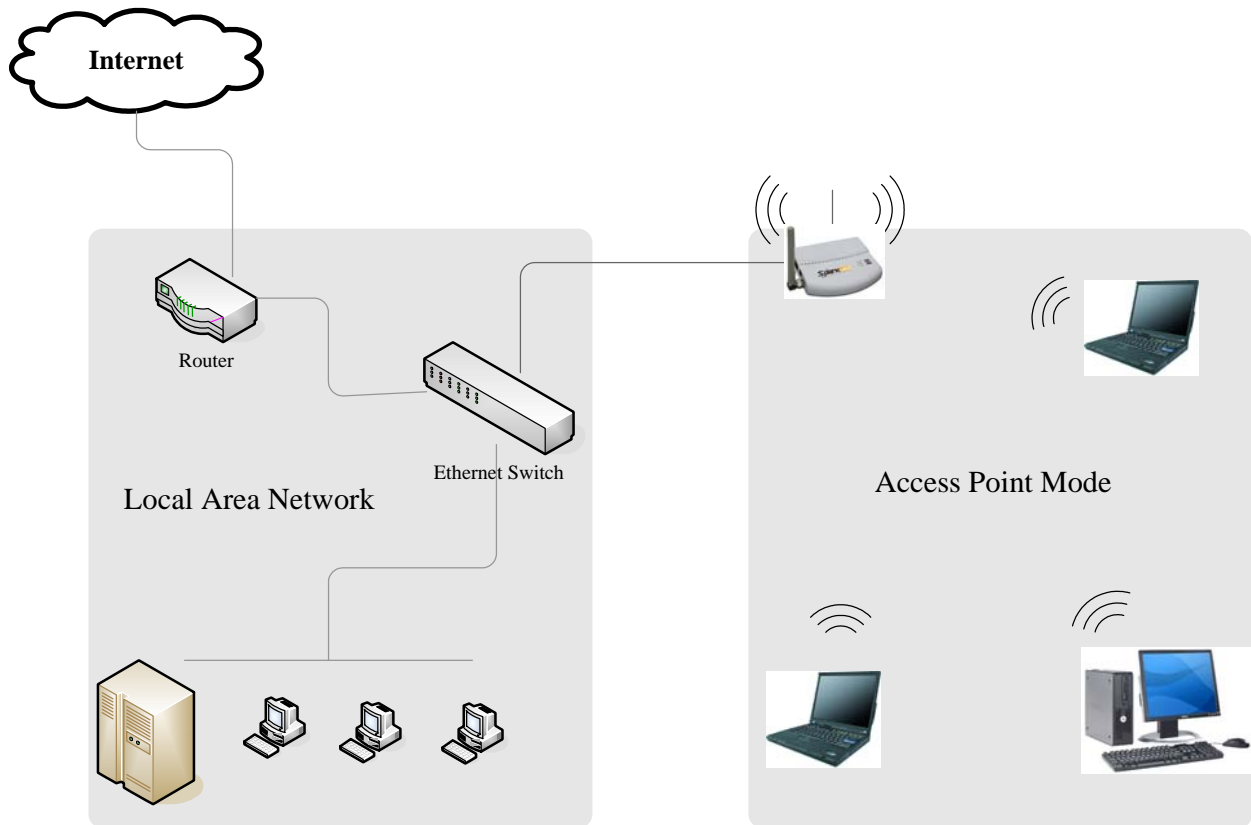 Internet
Router
Ethernet Switch
Local Area Network
Access Point Mode